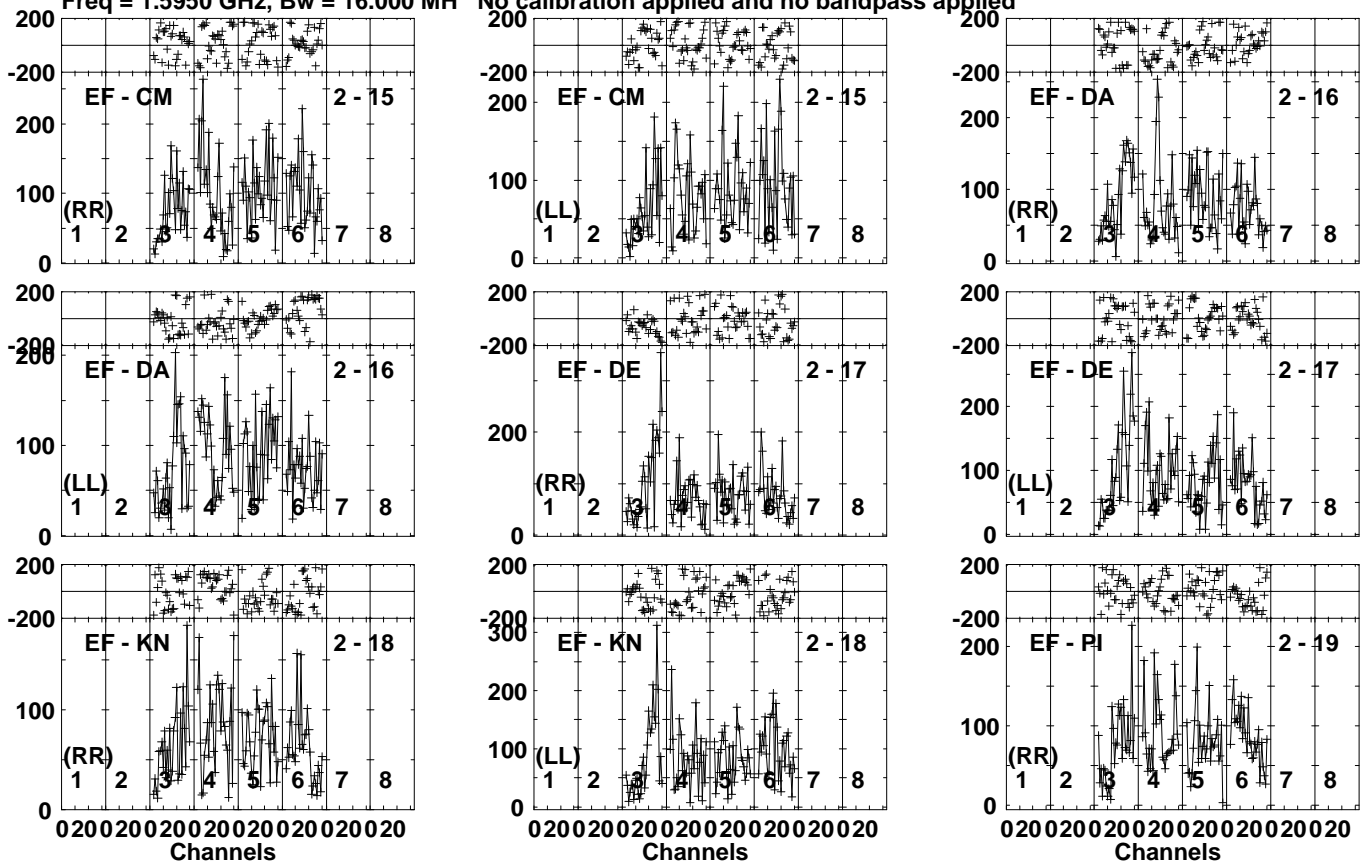 Freq = 1.5950 GHz, Bw = 16.000 MH No calibration applied and no bandpass applied
200 200 200
-200 -200 -200
EF - CM 2 - 15 EF - CM 2 - 15 EF - DA 2 - 16
200 200 200
100 100 100
(RR) (LL) (RR)
1 2 3 4 5 6 7 8 1 2 3 4 5 6 7 8 1 2 3 4 5 6 7 8
0 0 0
200 200 200
-200 -200 -200
200
EF - DA 2 - 16 EF - DE 2 - 17 EF - DE 2 - 17
200 200
100 100
(LL) (RR) (LL)
1 2 3 4 5 6 7 8 1 2 3 4 5 6 7 8 1 2 3 4 5 6 7 8
0 0 0
200 200 200
-200 -200 -200
300
EF - KN 2 - 18 EF - KN 2 - 18 EF - PI 2 - 19
200 200
100 100 100
(RR) (LL) (RR)
1 2 3 4 5 6 7 8 1 2 3 4 5 6 7 8 1 2 3 4 5 6 7 8
0 0 0
0 20 0 20 0 20 0 20 0 20 0 20 0 20 0 20 0 20 0 20 0 20 0 20 0 20 0 20 0 20 0 20 0 20 0 20 0 20 0 20 0 20 0 20 0 20 0 20
Channels Channels Channels